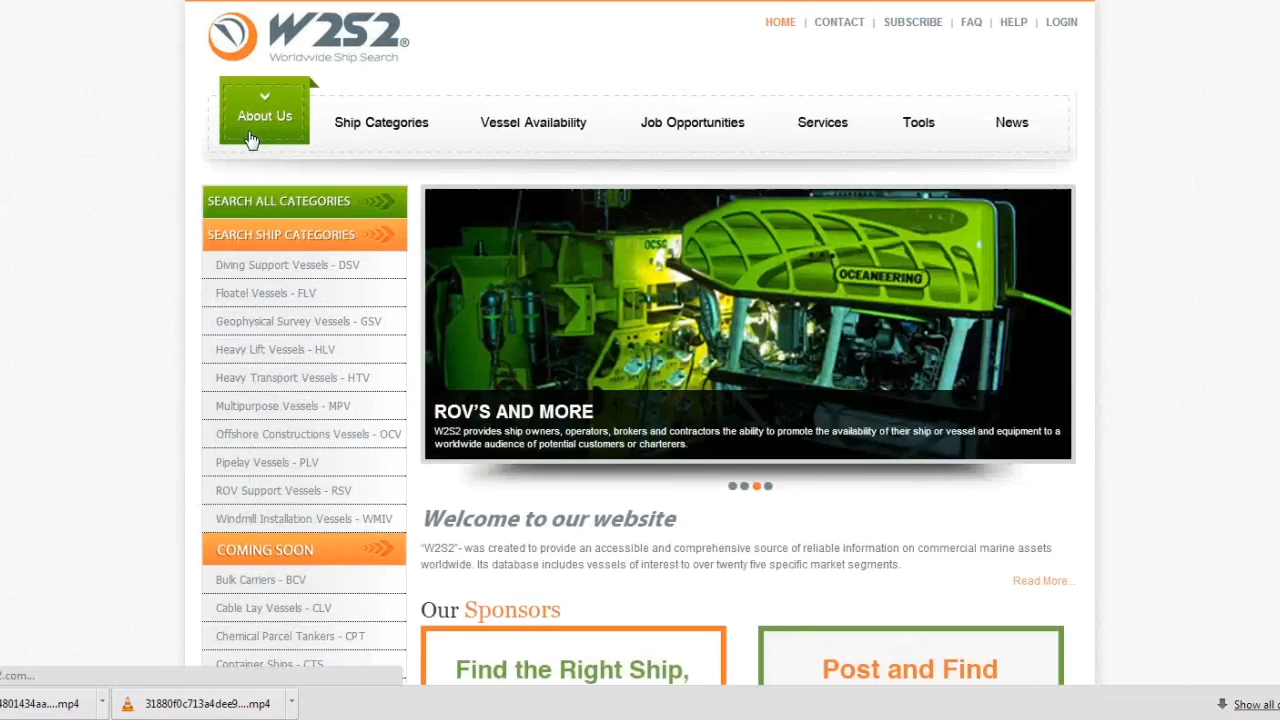 W2S2®
Worldwide Ship Search
HOME | CONTACT | SUBSCRIBE | FAQ | HELP | LOGIN
About Us
Ship Categories
Vessel Availability
Job Opportunities
Services
Tools
News
SEARCH ALL CATEGORIES
SEARCH SHIP CATEGORIES
Diving Support Vessels - DSV
Floatel Vessels - FLV
Geophysical Survey Vessels - GSV
Heavy Lift Vessels - HLV
Heavy Transport Vessels - HTV
Multipurpose Vessels - MPV
Offshore Constructions Vessels - OCV
Pipelay Vessels - PLV
ROV Support Vessels - RSV
Windmill Installation Vessels - WMIV
COMING SOON
Bulk Carriers - BCV
Cable Lay Vessels - CLV
Chemical Parcel Tankers - CPT
Container Ships - CTS
OCSG
OCEANEERING
ROV'S AND MORE
W2S2 provides ship owners, operators, brokers and contractors the ability to promote the availability of their ship or vessel and equipment to a
worldwide audience of potential customers or charterers.
Welcome to our website
“W2S2”- was created to provide an accessible and comprehensive source of reliable information on commercial marine assets
worldwide. Its database includes vessels of interest to over twenty five specific market segments.
Read More...
Our Sponsors
Find the Right Ship,
Post and Find
2.com...
4801434aa....mp4
31880f0c713a4dee9....mp4
Show all